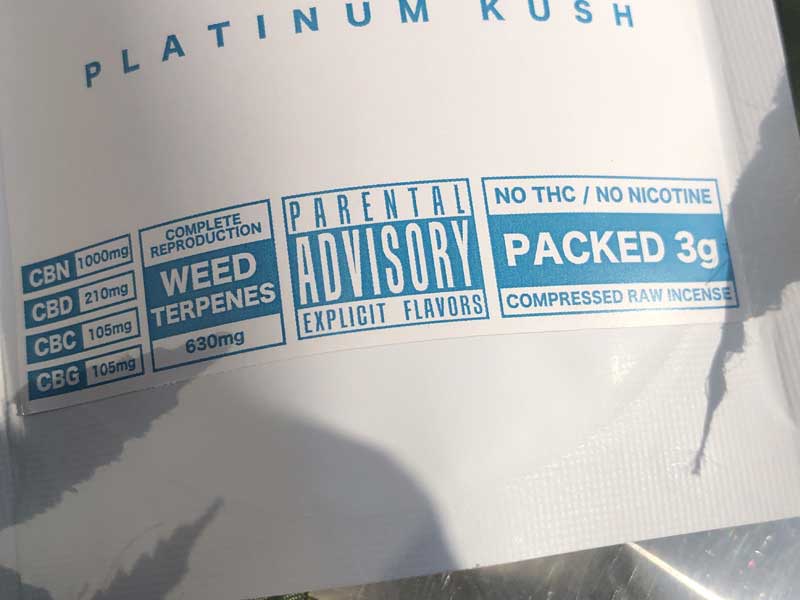 PLATINUM KUSH
CBN 1000mg
CBD 210mg
CBC 105mg
CBG 105mg
COMPLETE
REPRODUCTION
WEED
TERPENES
630mg
PARENTAL
ADVISORY
EXPLICIT FLAVORS
NO THC / NO NICOTINE
PACKED 3g
COMPRESSED RAW INCENSE